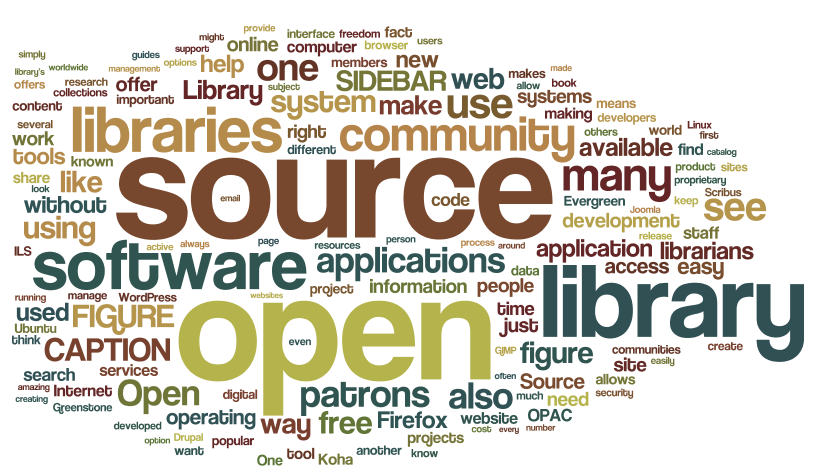 provide
might
interface
freedom
fact
simply
guides
support
online
computer
browser
users
library's
worldwide
management
options
help
one
members
new
offers
research
collections
offer
Library
subject
SIDEBAR
web
makes
allow
made
book
content
important
system
make
use
systems
means
making
developers
several
libraries
right
community
others
world
Linux
first
work
different
available
find
catalog
tools
known
source
many
product
sites
share
look
like
email
code
proprietary
without
Evergreen
keep
Scribus
see
using
Joomla
development
release
staff
ILS
active
always
page
resources
person
process
around
application
librarians
software
applications
data
access
easy
running
manage
WordPress
websites
project
information
people
library
used
FIGURE
open
time
just
Ubuntu
think
CAPTION
even
GIMP
figure
communities
create
search
services
site
easily
amazing
Internet
Open
digital
patrons
also
often
Source
allows
creating
Greenstone
much
need
security
developed
operating
way
free
Firefox
website
OPAC
cost
every
number
option
Drupal
popular
projects
want
One
tool
Koha
another
know